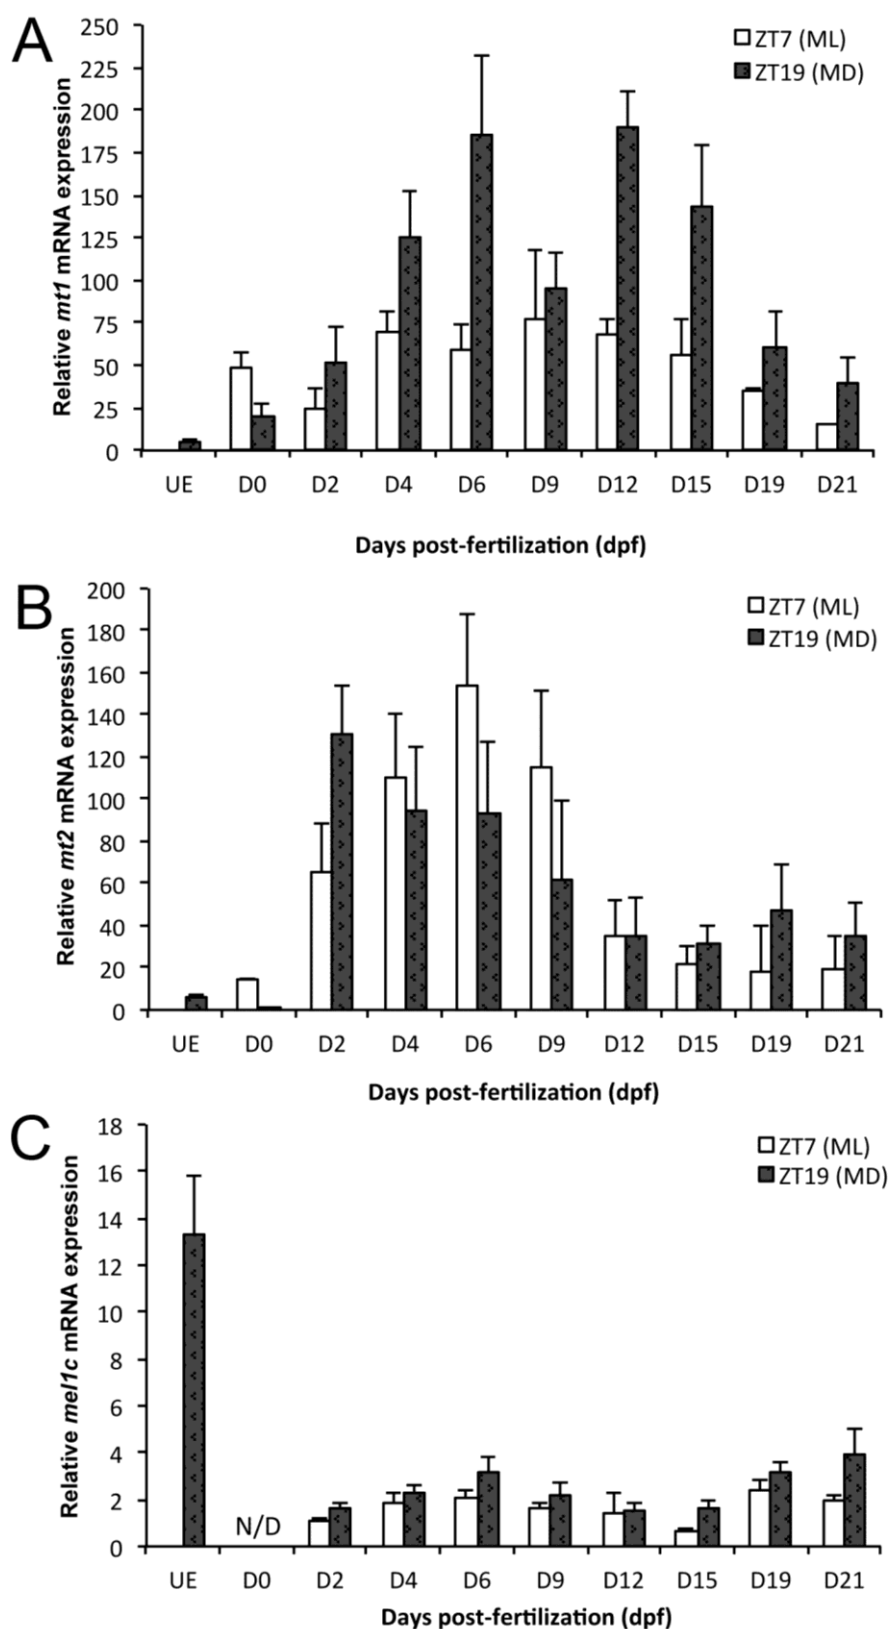 A
Relative mt1 mRNA expression
250
225
200
175
150
125
100
75
50
25
0
ZT7 (ML)
ZT19 (MD)
UE D0 D2 D4 D6 D9 D12 D15 D19 D21
Days post-fertilization (dpf)
B
Relative mt2 mRNA expression
200
180
160
140
120
100
80
60
40
20
0
ZT7 (ML)
ZT19 (MD)
UE D0 D2 D4 D6 D9 D12 D15 D19 D21
Days post-fertilization (dpf)
C
Relative mel1c mRNA expression
18
16
14
12
10
8
6
4
2
0
ZT7 (ML)
ZT19 (MD)
N/D
UE D0 D2 D4 D6 D9 D12 D15 D19 D21
Days post-fertilization (dpf)